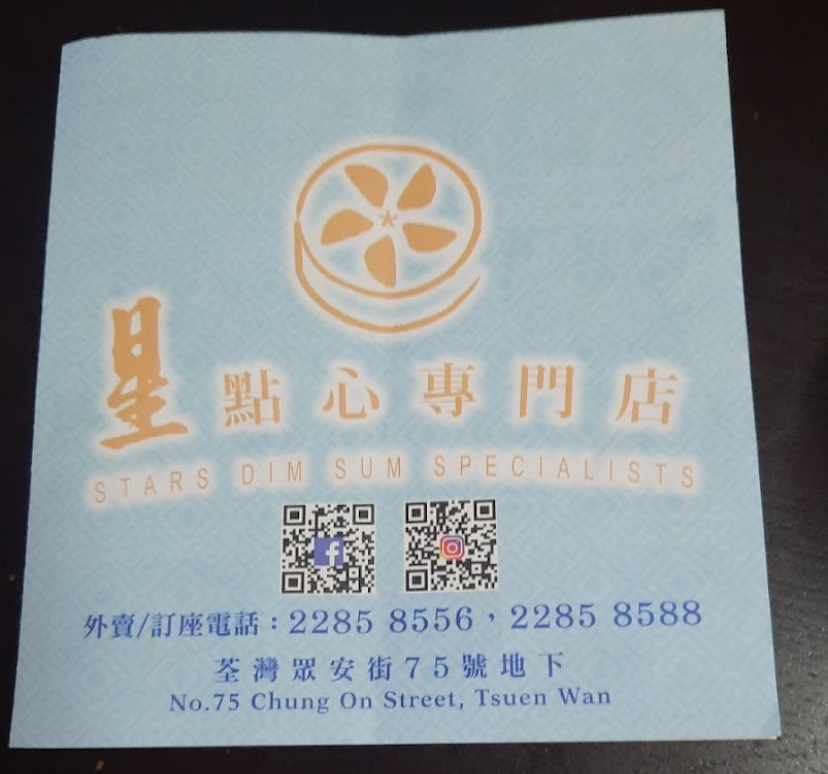 星點心專門店
STARS DIM SUM SPECIALISTS
外賣/訂座電話：2285 8556，2285 8588
荃灣眾安街75號地下
No.75 Chung On Street, Tsuen Wan